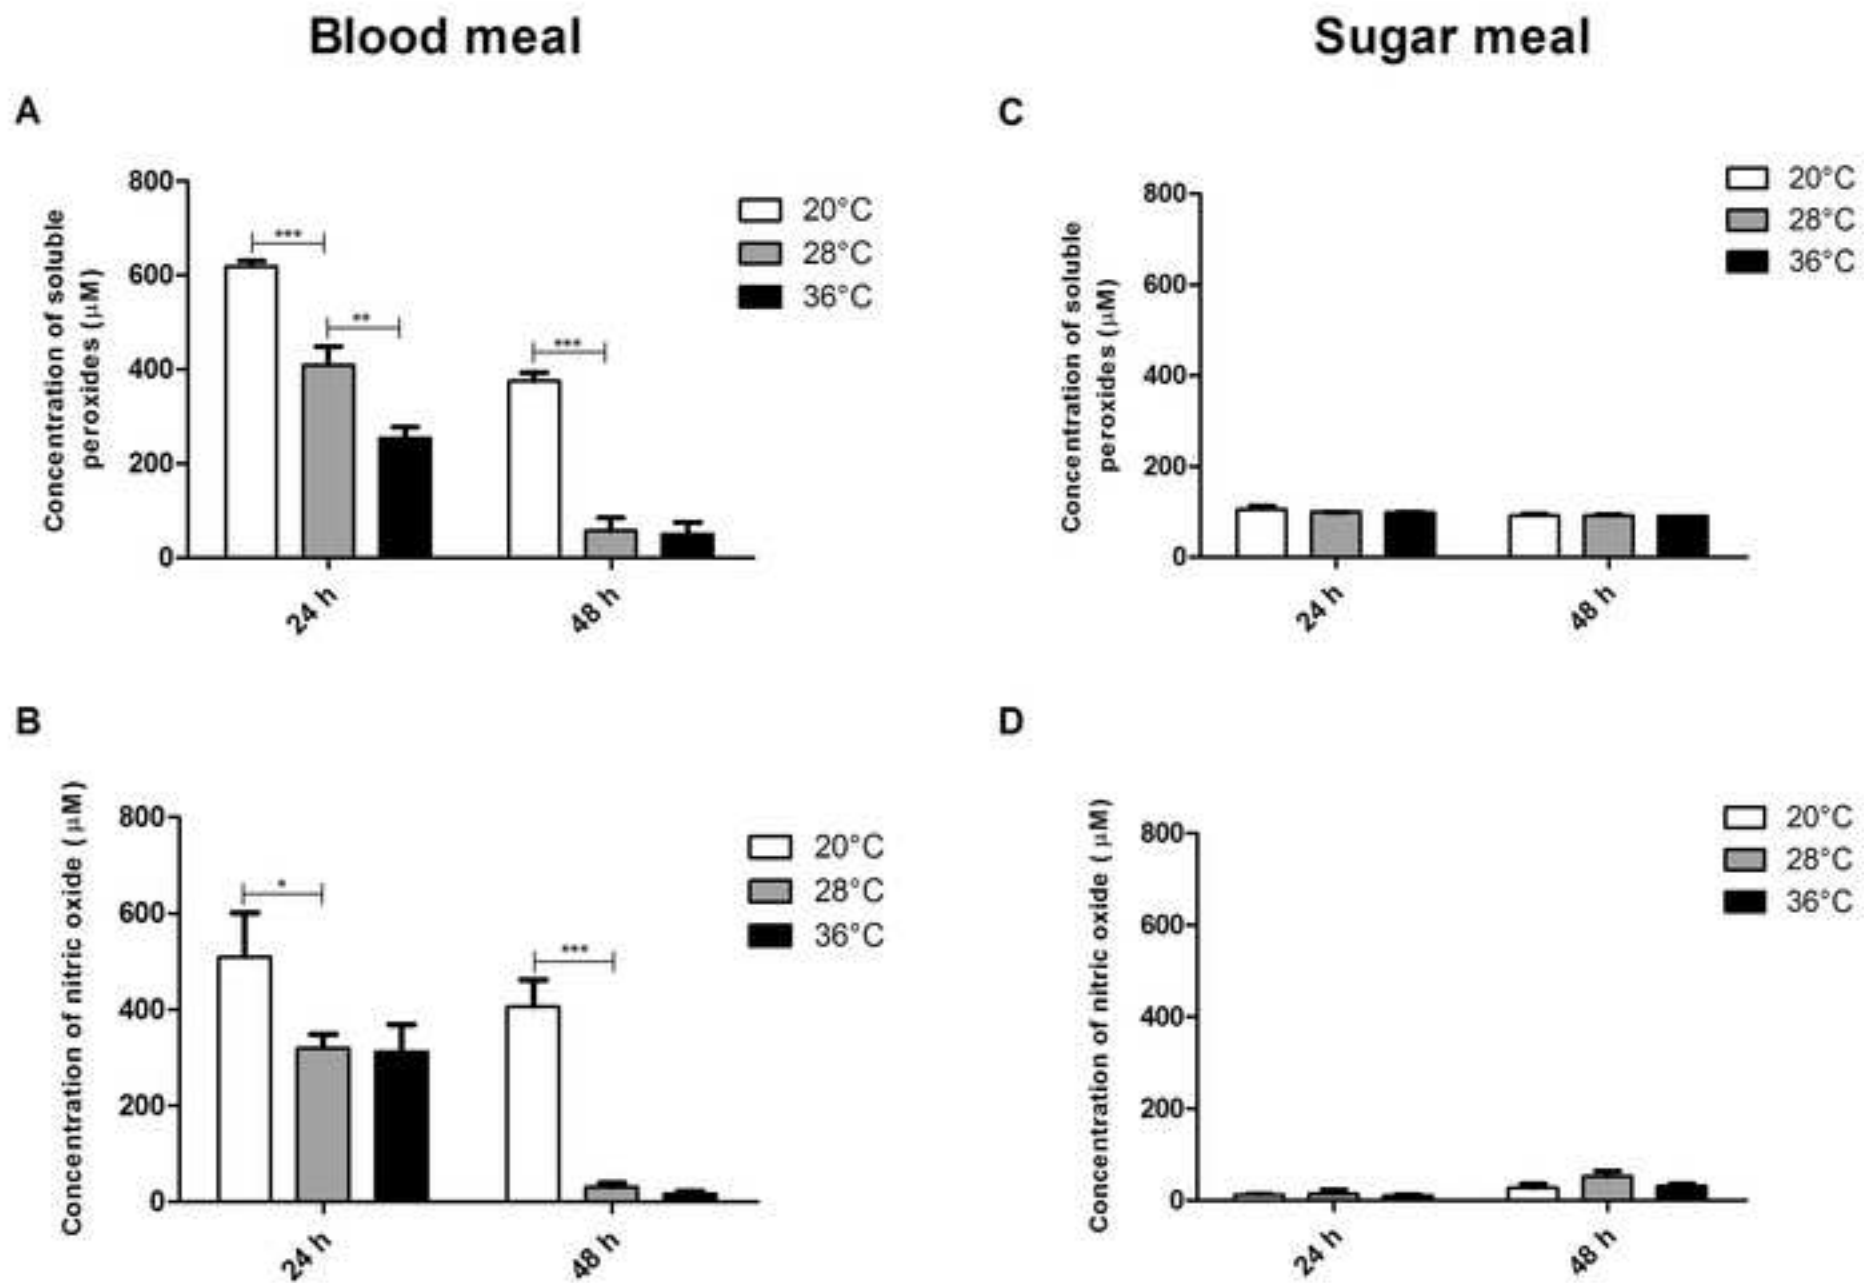 Blood meal
Sugar meal
A
Concentration of soluble
peroxides (µM)
800
600
400
200
0
***
**
***
24 h
48 h
20°C
28°C
36°C
C
Concentration of soluble
peroxides (µM)
800
600
400
200
0
24 h
48 h
20°C
28°C
36°C
B
Concentration of nitric oxide ( µM)
800
600
400
200
0
*
***
24 h
48 h
20°C
28°C
36°C
D
Concentration of nitric oxide ( µM)
800
600
400
200
0
24 h
48 h
20°C
28°C
36°C